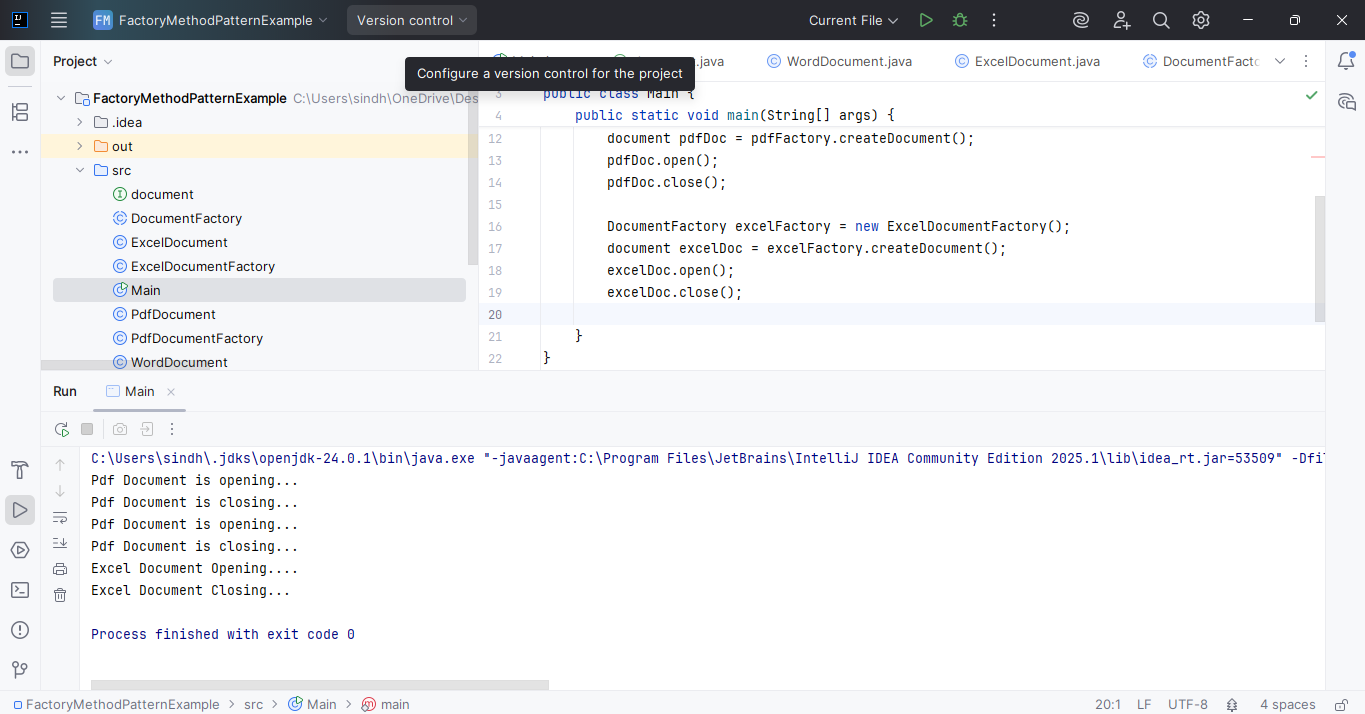 FM FactoryMethodPatternExample Version control Current File
Project
Configure a version control for the project
.java WordDocument.java ExcelDocument.java DocumentFacto
FactoryMethodPatternExample C:\Users\sindh\OneDrive\Des
.idea
out
src
document
DocumentFactory
ExcelDocument
ExcelDocumentFactory
Main
PdfDocument
PdfDocumentFactory
WordDocument
3 public class Main {
4 public static void main(String[] args) {
12 document pdfDoc = pdfFactory.createDocument();
13 pdfDoc.open();
14 pdfDoc.close();
15
16 DocumentFactory excelFactory = new ExcelDocumentFactory();
17 document excelDoc = excelFactory.createDocument();
18 excelDoc.open();
19 excelDoc.close();
20
21 }
22 }
Run Main
C:\Users\sindh\.jdks\openjdk-24.0.1\bin\java.exe "-javaagent:C:\Program Files\JetBrains\IntelliJ IDEA Community Edition 2025.1\lib\idea_rt.jar=53509" -Dfil
Pdf Document is opening...
Pdf Document is closing...
Pdf Document is opening...
Pdf Document is closing...
Excel Document Opening....
Excel Document Closing...
Process finished with exit code 0
FactoryMethodPatternExample > src > Main > main 20:1 LF UTF-8 4 spaces